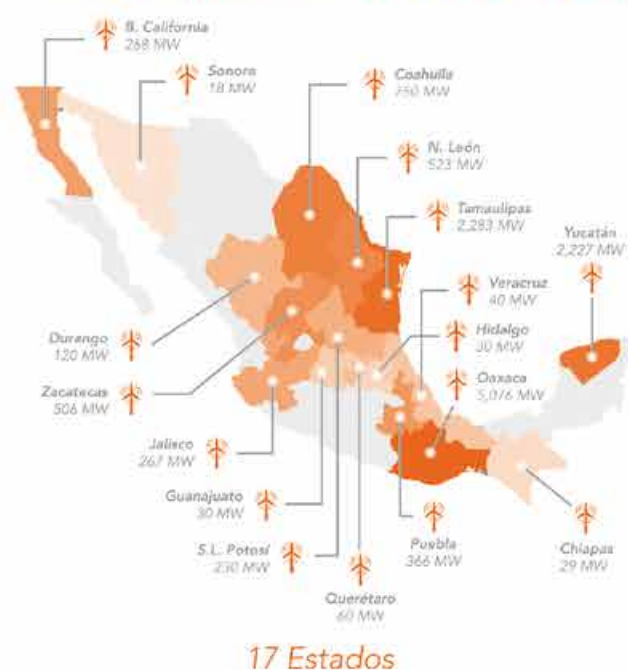 B. California
268 MW
Sonora
18 MW
Coahuila
750 MW
N. León
523 MW
Tamaulipas
2,283 MW
Yucatán
2,227 MW
Veracruz
40 MW
Hidalgo
30 MW
Oaxaca
5,076 MW
Durango
120 MW
Zacatecas
506 MW
Jalisco
267 MW
Guanajuato
30 MW
S.L. Potosí
230 MW
Querétaro
60 MW
Puebla
366 MW
Chiapas
29 MW
17 Estados